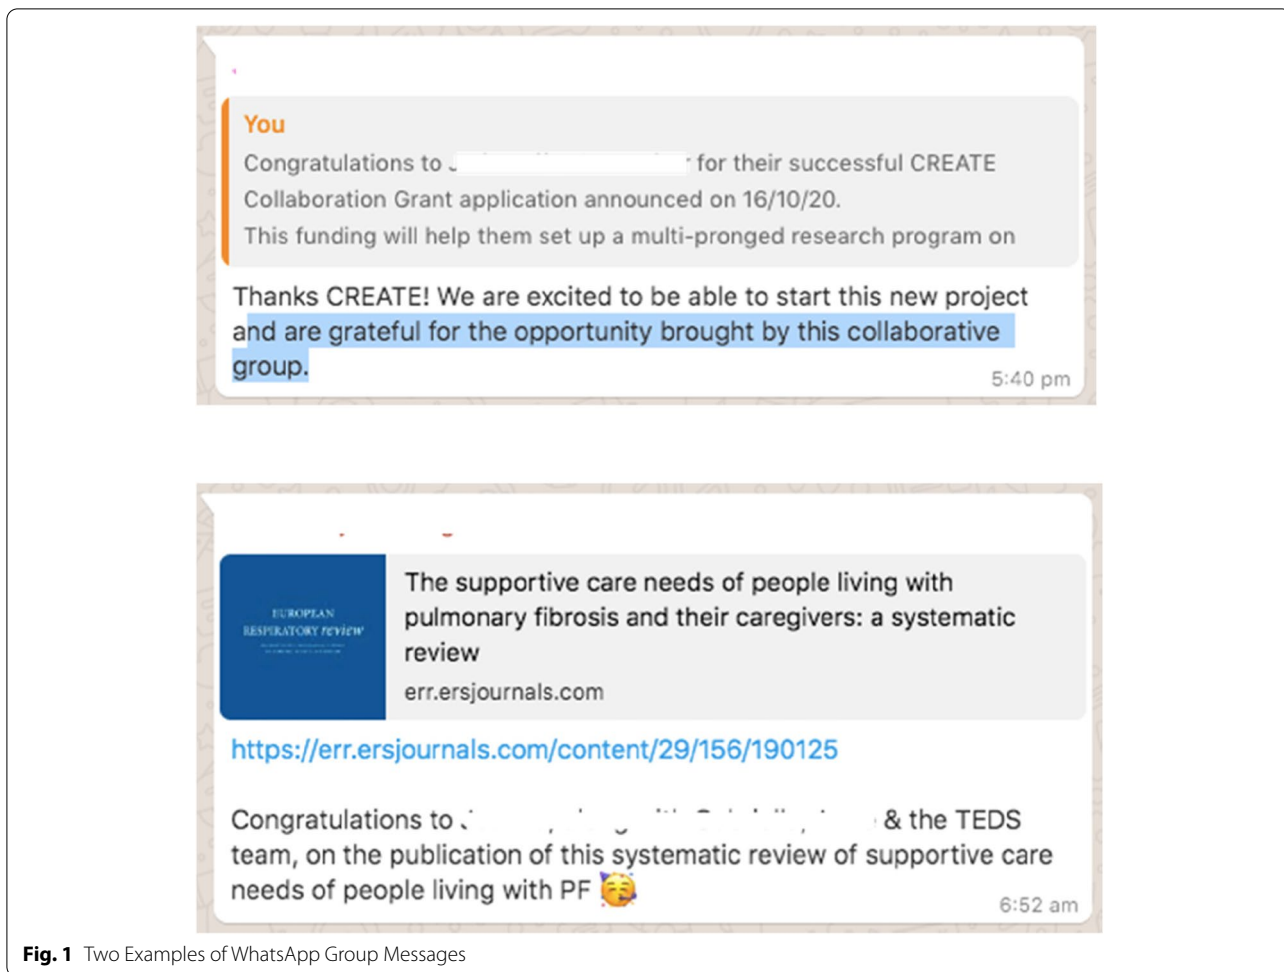 You
Congratulations to for their successful CREATE
Collaboration Grant application announced on 16/10/20.
This funding will help them set up a multi-pronged research program on
Thanks CREATE! We are excited to be able to start this new project
and are grateful for the opportunity brought by this collaborative
group.
5:40 pm
The supportive care needs of people living with
pulmonary fibrosis and their caregivers: a systematic
review
err.ersjournals.com
EUROPEAN
RESPIRATORY review
https://err.ersjournals.com/content/29/156/190125
Congratulations to & the TEDS
team, on the publication of this systematic review of supportive care
needs of people living with PF 🥳
6:52 am
Fig. 1 Two Examples of WhatsApp Group Messages